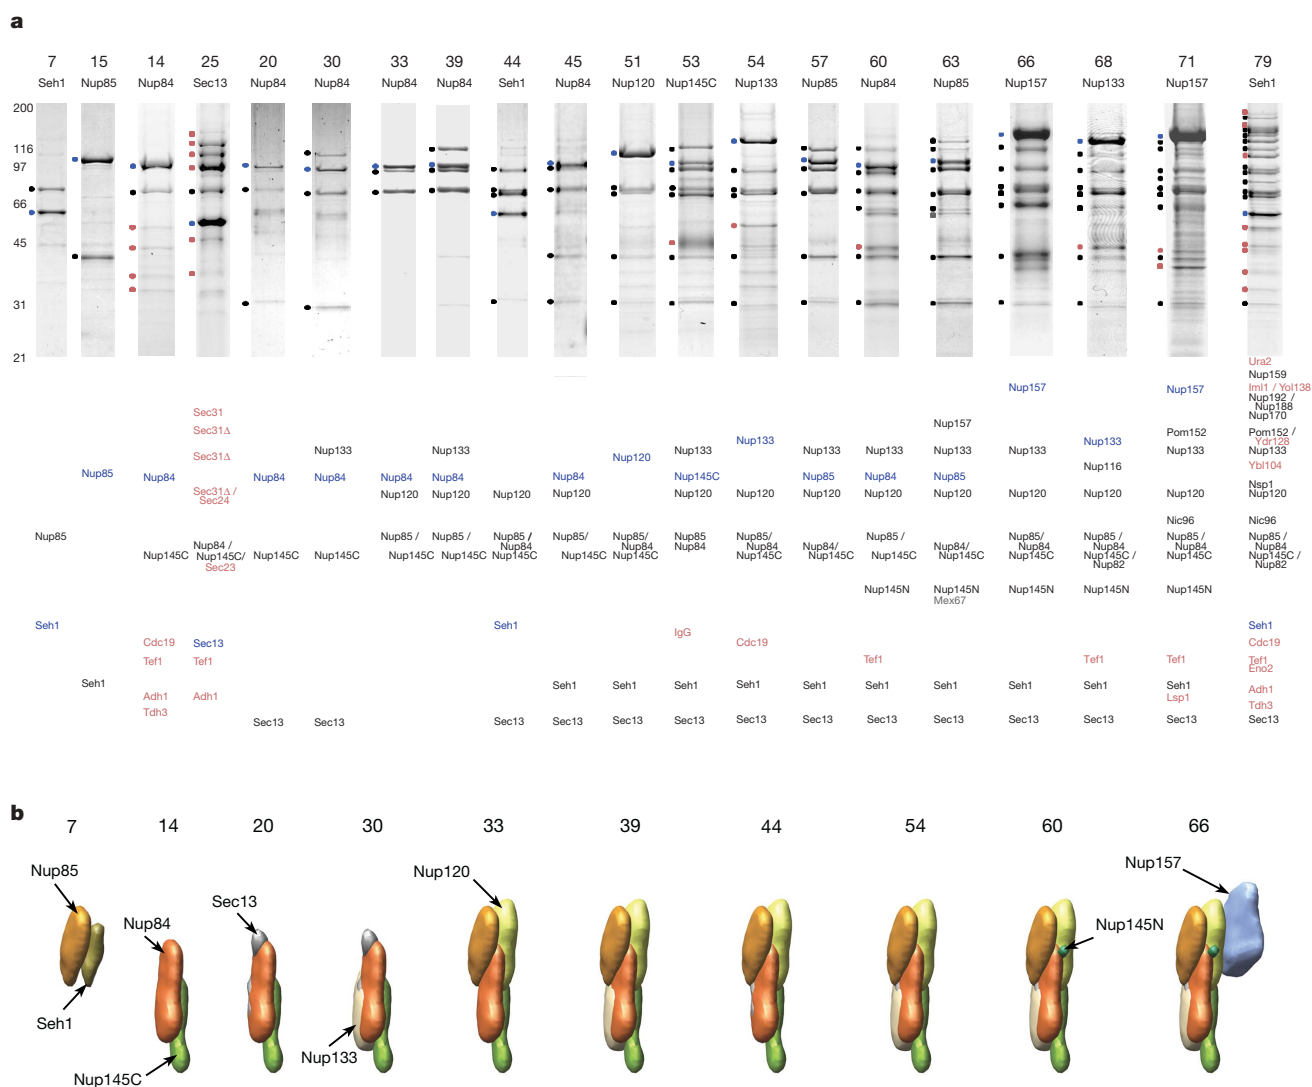 a
7 15 14 25 20 30 33 39 44 45 51 53 54 57 60 63 66 68 71 79
Seh1 Nup85 Nup84 Sec13 Nup84 Nup84 Nup84 Nup84 Seh1 Nup84 Nup120 Nup145C Nup133 Nup85 Nup84 Nup85 Nup157 Nup133 Nup157 Seh1
200
116
97
66
45
31
21
Ura2
Nup159
Nup157 Nup157 Iml1 / Yol138
Nup192 /
Nup188
Sec31 Nup170
Nup157
Sec31Δ Pom152 Pom152 /
Nup133 Nup133 Ydr128
Sec31Δ Nup133 Nup133 Nup133 Nup133 Nup133 Nup133 Nup133 Nup133
Nup120
Nup116 Ybl104
Nup85 Nup84 Nup84 Nup84 Nup84 Nup84 Nup84 Nup145C Nup85 Nup84 Nup85
Nsp1
Sec31Δ / Nup120 Nup120 Nup120 Nup120 Nup120 Nup120 Nup120 Nup120 Nup120 Nup120
Sec24
Nic96 Nic96
Nup85 Nup85 / Nup85 / Nup85 / Nup85/ Nup85/ Nup85 Nup85/ Nup85 / Nup85/ Nup85 / Nup85 / Nup85 /
Nup84 / Nup84 Nup84 Nup84 Nup84 Nup84/ Nup84/ Nup84 Nup84 Nup84 Nup84
Nup145C Nup145C/ Nup145C Nup145C Nup145C Nup145C Nup145C Nup145C Nup145C Nup145C Nup145C Nup145C Nup145C Nup145C Nup145C / Nup145C Nup145C /
Sec23 Nup82 Nup82
Nup145N Nup145N Nup145N Nup145N Nup145N
Mex67
Seh1 Seh1 Seh1
IgG
Cdc19 Sec13 Cdc19 Cdc19
Tef1 Tef1 Tef1 Tef1 Tef1 Tef1
Eno2
Seh1 Seh1 Seh1 Seh1 Seh1 Seh1 Seh1 Seh1 Seh1 Seh1 Seh1
Adh1 Adh1 Lsp1 Adh1
Tdh3 Tdh3
Sec13 Sec13 Sec13 Sec13 Sec13 Sec13 Sec13 Sec13 Sec13 Sec13 Sec13 Sec13 Sec13 Sec13
b
7 14 20 30 33 39 44 54 60 66
Nup85
Nup84
Sec13
Nup120
Nup157
Nup145N
Seh1
Nup133
Nup145C